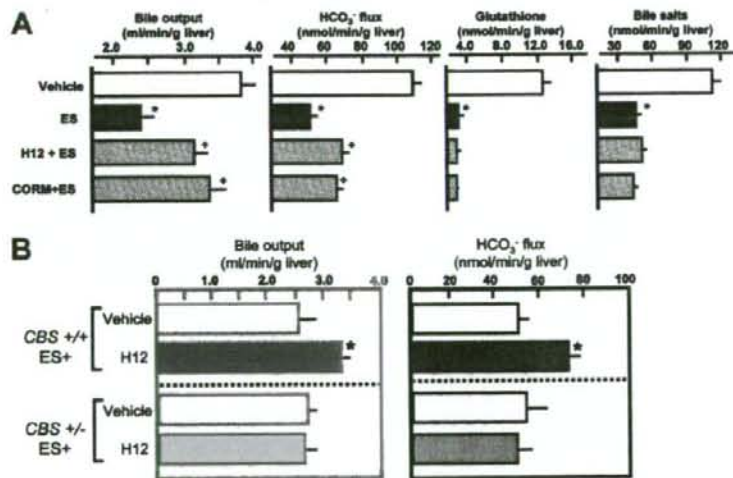 A
Bile output
(ml/min/g liver)
2.0 3.0 4.0
HCO₃⁻ flux
(nmol/min/g liver)
40 60 80 100 120
Glutathione
(nmol/min/g liver)
4.0 8.0 12.0 16.0
Bile salts
(nmol/min/g liver)
30 60 90 120
Vehicle
ES * * * *
H12 + ES + +
CORM+ES + +
B
Bile output
(ml/min/g liver)
0 1.0 2.0 3.0 4.0
HCO₃⁻ flux
(nmol/min/g liver)
0 20 40 60 80 100
CBS +/+
ES+
Vehicle
H12 * *
CBS +/-
ES+
Vehicle
H12